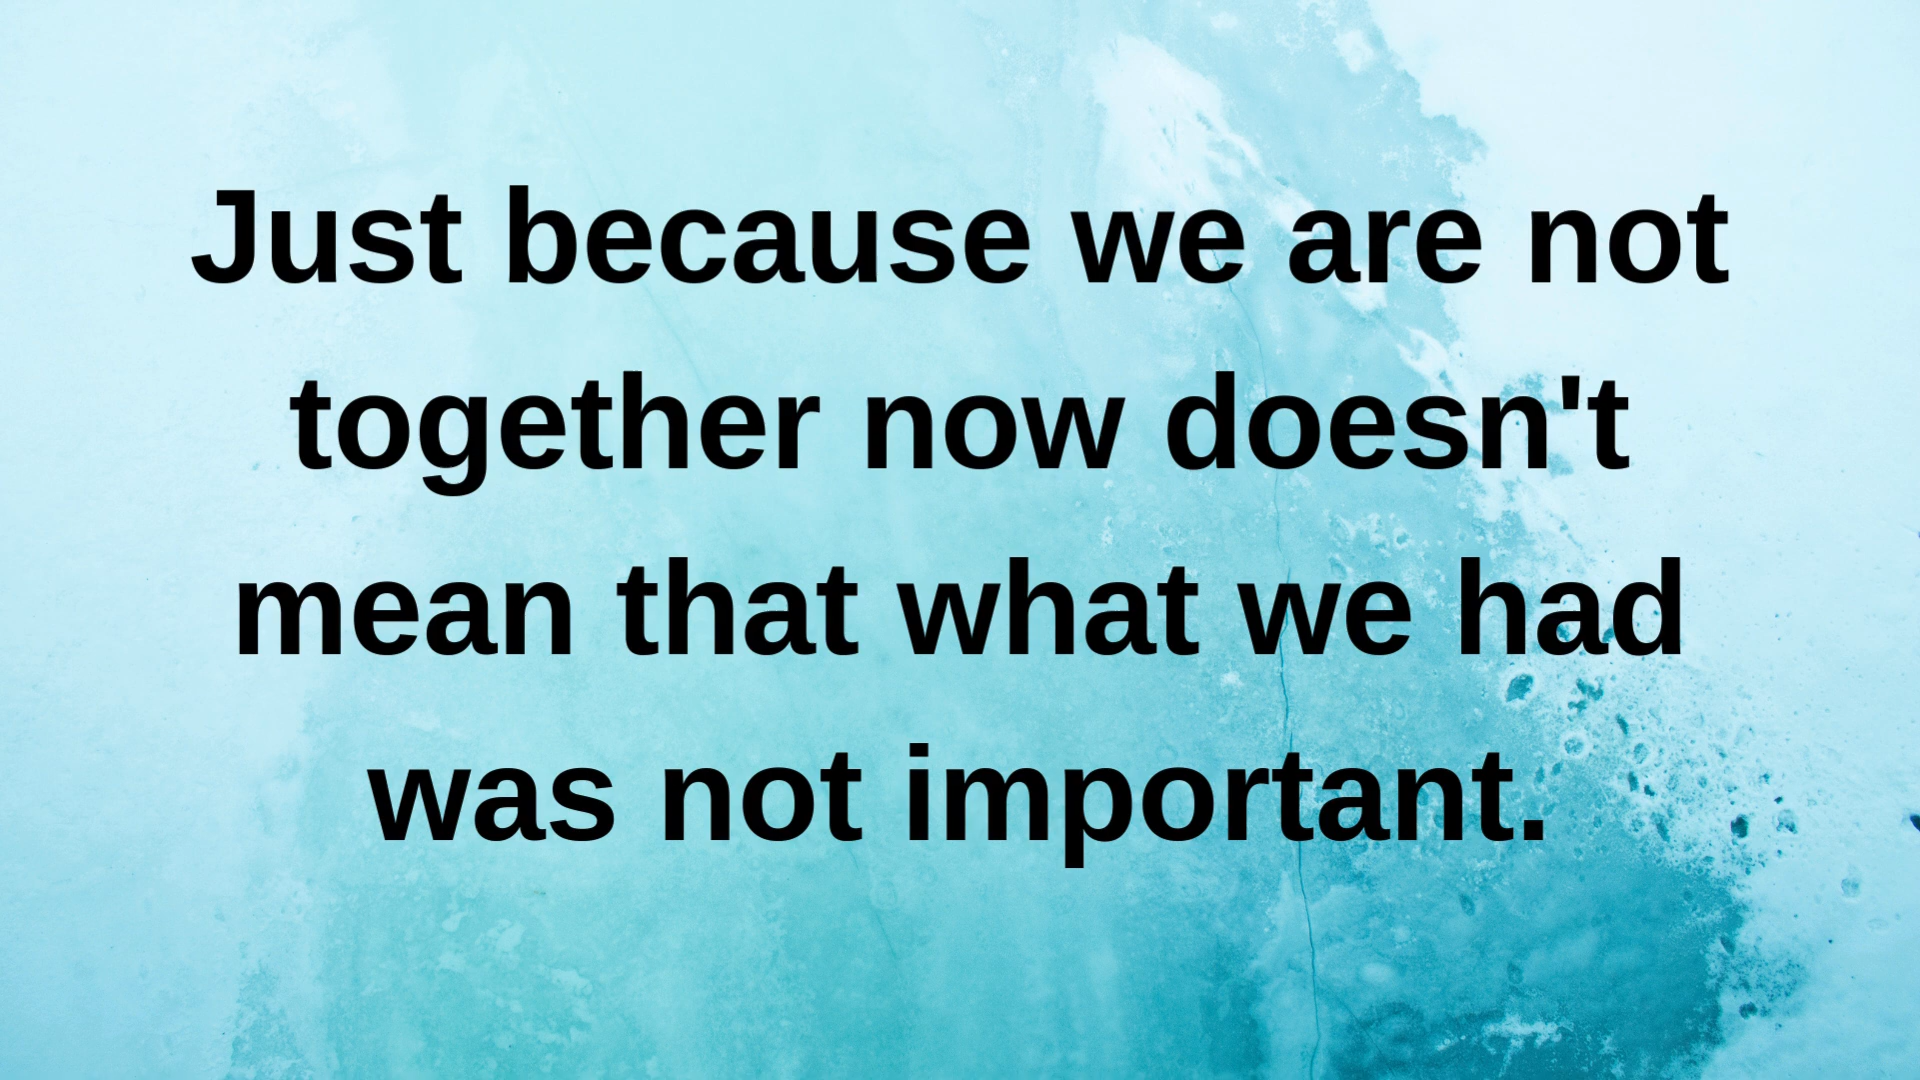 Just because we are not
together now doesn't
mean that what we had
was not important.